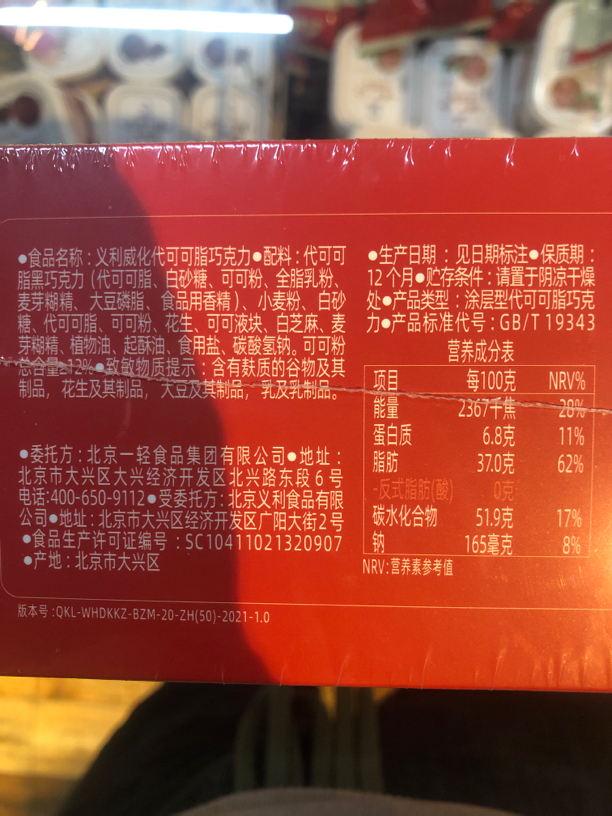 ●食品名称：义利威化代可可脂巧克力●配料：代可可
脂黑巧克力（代可可脂、白砂糖、可可粉、全脂乳粉、
麦芽糊精、大豆磷脂、食品用香精）、小麦粉、白砂
糖、代可可脂、可可粉、花生、可可液块、白芝麻、麦
芽糊精、植物油、起酥油、食用盐、碳酸氢钠。可可粉
总含量≥12%●致敏物质提示：含有麸质的谷物及其
制品，花生及其制品，大豆及其制品，乳及乳制品。
●委托方：北京一轻食品集团有限公司●地址：
北京市大兴区大兴经济开发区北兴路东段6号
电话:400-650-9112●受委托方：北京义利食品有限
公司●地址：北京市大兴区经济开发区广阳大街2号
●食品生产许可证编号：SC10411021320907
●产地：北京市大兴区
版本号:QKL-WHDKKZ-BZM-20-ZH(50)-2021-1.0
●生产日期：见日期标注●保质期：
12个月●贮存条件：请置于阴凉干燥
处●产品类型：涂层型代可可脂巧克
力●产品标准代号：GB/T 19343
营养成分表
项目 每100克 NRV%
能量 2367千焦 28%
蛋白质 6.8克 11%
脂肪 37.0克 62%
-反式脂肪(酸) 0克
碳水化合物 51.9克 17%
钠 165毫克 8%
NRV:营养素参考值